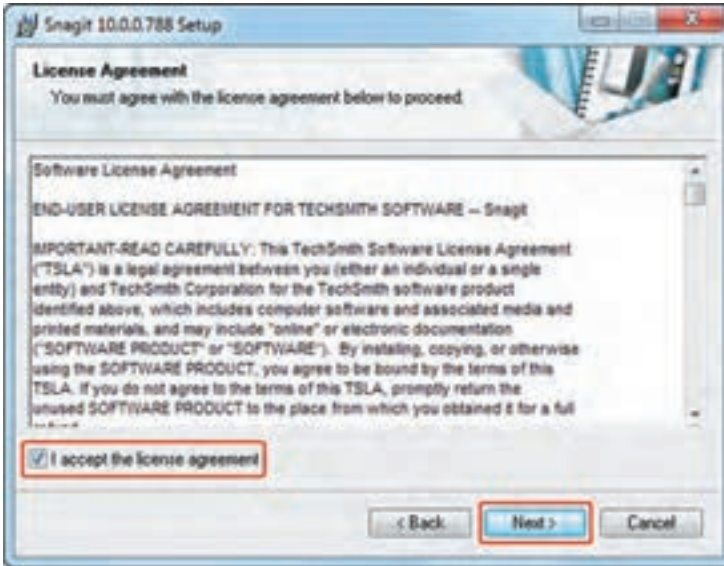 Snagit 10.0.0.788 Setup
License Agreement
You must agree with the license agreement below to proceed.
Software License Agreement
END-USER LICENSE AGREEMENT FOR TECHSMITH SOFTWARE -- Snagit
IMPORTANT-READ CAREFULLY: This TechSmith Software License Agreement
("TSLA") is a legal agreement between you (either an individual or a single
entity) and TechSmith Corporation for the TechSmith software product
identified above, which includes computer software and associated media and
printed materials, and may include "online" or electronic documentation
("SOFTWARE PRODUCT" or "SOFTWARE"). By installing, copying, or otherwise
using the SOFTWARE PRODUCT, you agree to be bound by the terms of this
TSLA. If you do not agree to the terms of this TSLA, promptly return the
unused SOFTWARE PRODUCT to the place from which you obtained it for a full
I accept the license agreement
< Back
Next >
Cancel